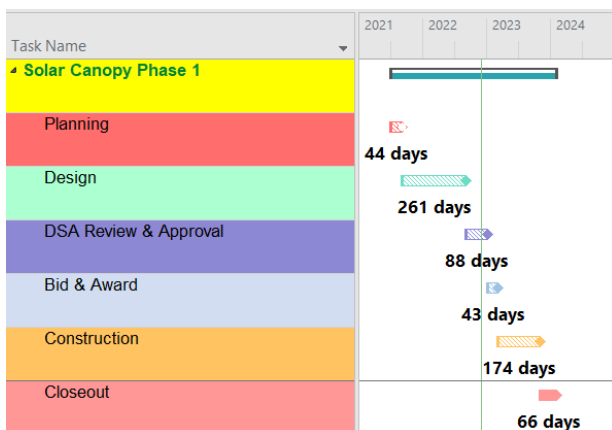 2021 2022 2023 2024
Task Name
Solar Canopy Phase 1
Planning
44 days
Design
261 days
DSA Review & Approval
88 days
Bid & Award
43 days
Construction
174 days
Closeout
66 days